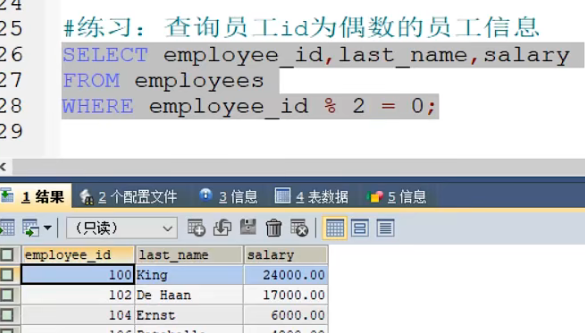 24
25 #练习：查询员工id为偶数的员工信息
26 SELECT employee_id,last_name,salary
27 FROM employees
28 WHERE employee_id % 2 = 0;
29
1 结果 2 个配置文件 3 信息 4 表数据 5 信息
（只读）
employee_id last_name salary
100 King 24000.00
102 De Haan 17000.00
104 Ernst 6000.00